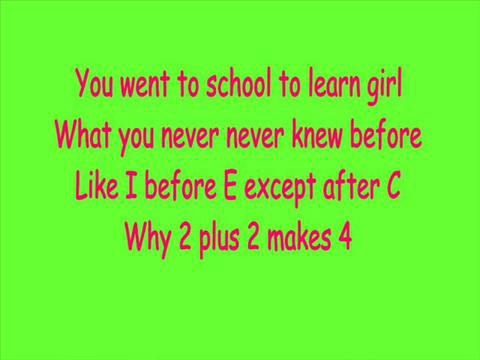 You went to school to learn girl
What you never never knew before
Like I before E except after C
Why 2 plus 2 makes 4